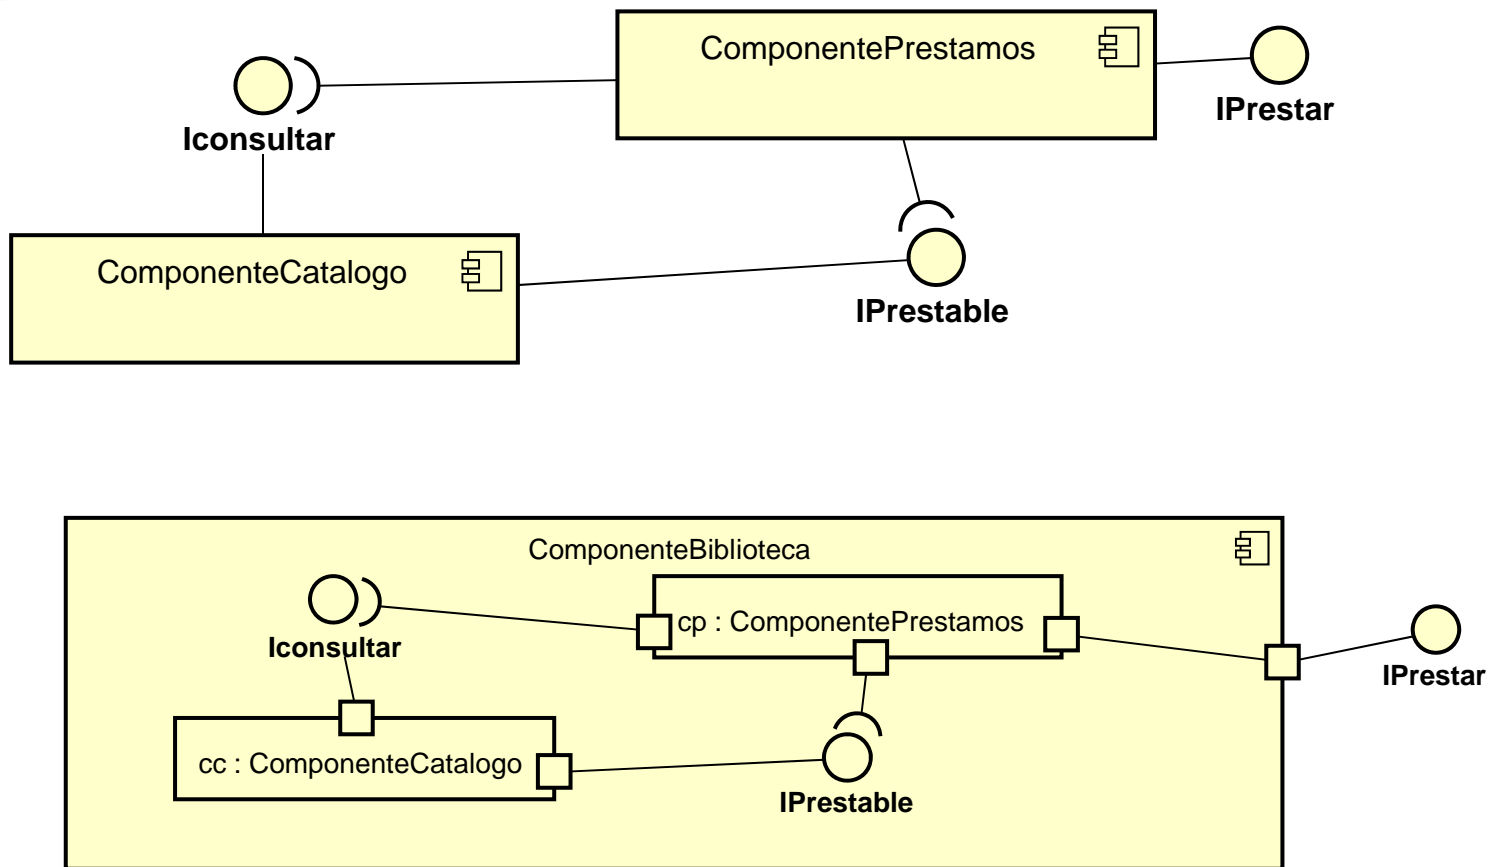 ComponentePrestamos
IPrestar
Iconsultar
ComponenteCatalogo
IPrestable
ComponenteBiblioteca
cp : ComponentePrestamos
Iconsultar
IPrestar
cc : ComponenteCatalogo
IPrestable